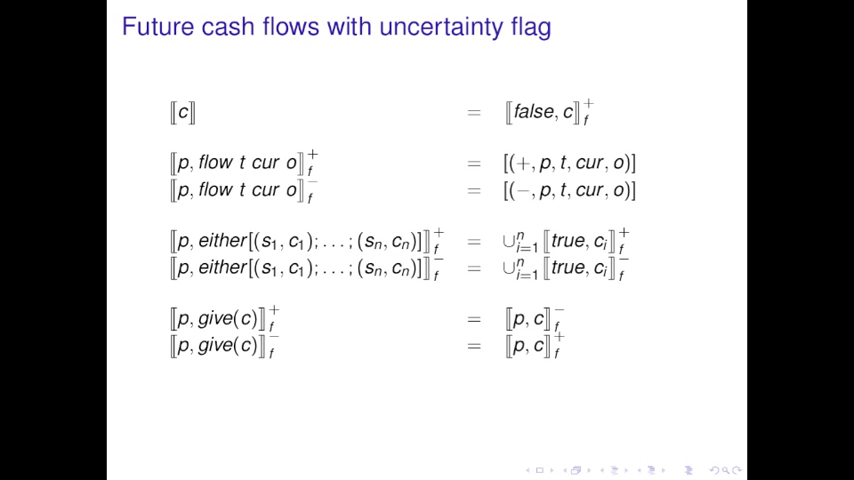 Future cash flows with uncertainty flag
⟦c⟧ = ⟦false, c⟧⁺_f
⟦p, flow t cur o⟧⁺_f = [(+, p, t, cur, o)]
⟦p, flow t cur o⟧⁻_f = [(−, p, t, cur, o)]
⟦p, either[(s₁, c₁); . . . ; (sₙ, cₙ)]⟧⁺_f = ∪ⁿᵢ₌₁ ⟦true, cᵢ⟧⁺_f
⟦p, either[(s₁, c₁); . . . ; (sₙ, cₙ)]⟧⁻_f = ∪ⁿᵢ₌₁ ⟦true, cᵢ⟧⁻_f
⟦p, give(c)⟧⁺_f = ⟦p, c⟧⁻_f
⟦p, give(c)⟧⁻_f = ⟦p, c⟧⁺_f